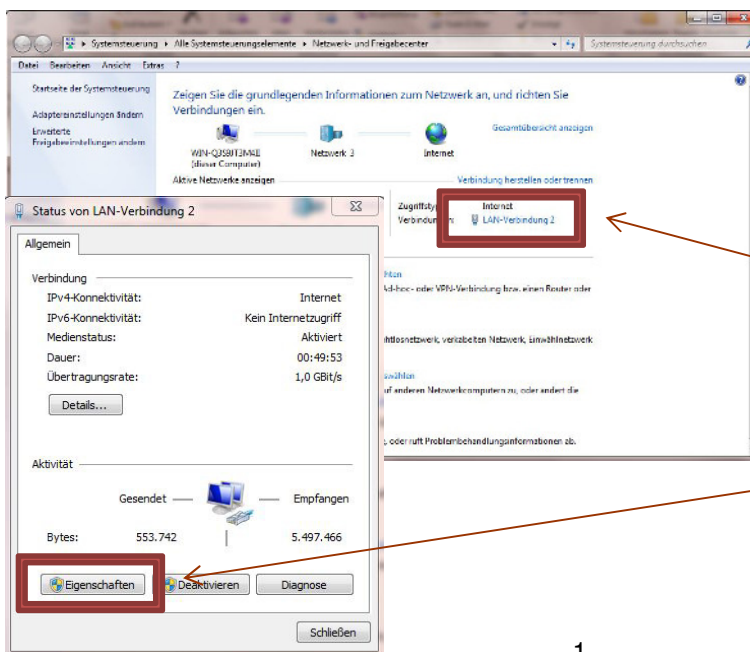 Systemsteuerung ▸ Alle Systemsteuerungselemente ▸ Netzwerk- und Freigabecenter
Systemsteuerung durchsuchen
Datei Bearbeiten Ansicht Extras ?
Startseite der Systemsteuerung
Adaptereinstellungen ändern
Erweiterte
Freigabeeinstellungen ändern
Zeigen Sie die grundlegenden Informationen zum Netzwerk an, und richten Sie
Verbindungen ein.
Gesamtübersicht anzeigen
(dieser Computer)
Netzwerk 3
Internet
Aktive Netzwerke anzeigen
Verbindung herstellen oder trennen
Internet
LAN-Verbindung 2
Ad-hoc- oder VPN-Verbindung bzw. einen Router oder
verkabelten Netzwerk, Einwählnetzwerk
auf anderen Netzwerkcomputern zu, oder ändert die
, oder ruft Problembehandlungsinformationen ab.
Status von LAN-Verbindung 2
Allgemein
Verbindung
IPv4-Konnektivität: Internet
IPv6-Konnektivität: Kein Internetzugriff
Medienstatus: Aktiviert
Dauer: 00:49:53
Übertragungsrate: 1,0 GBit/s
Details...
Aktivität
Gesendet — Empfangen
Bytes: 553.742 | 5.497.466
Eigenschaften Deaktivieren Diagnose
Schließen
1